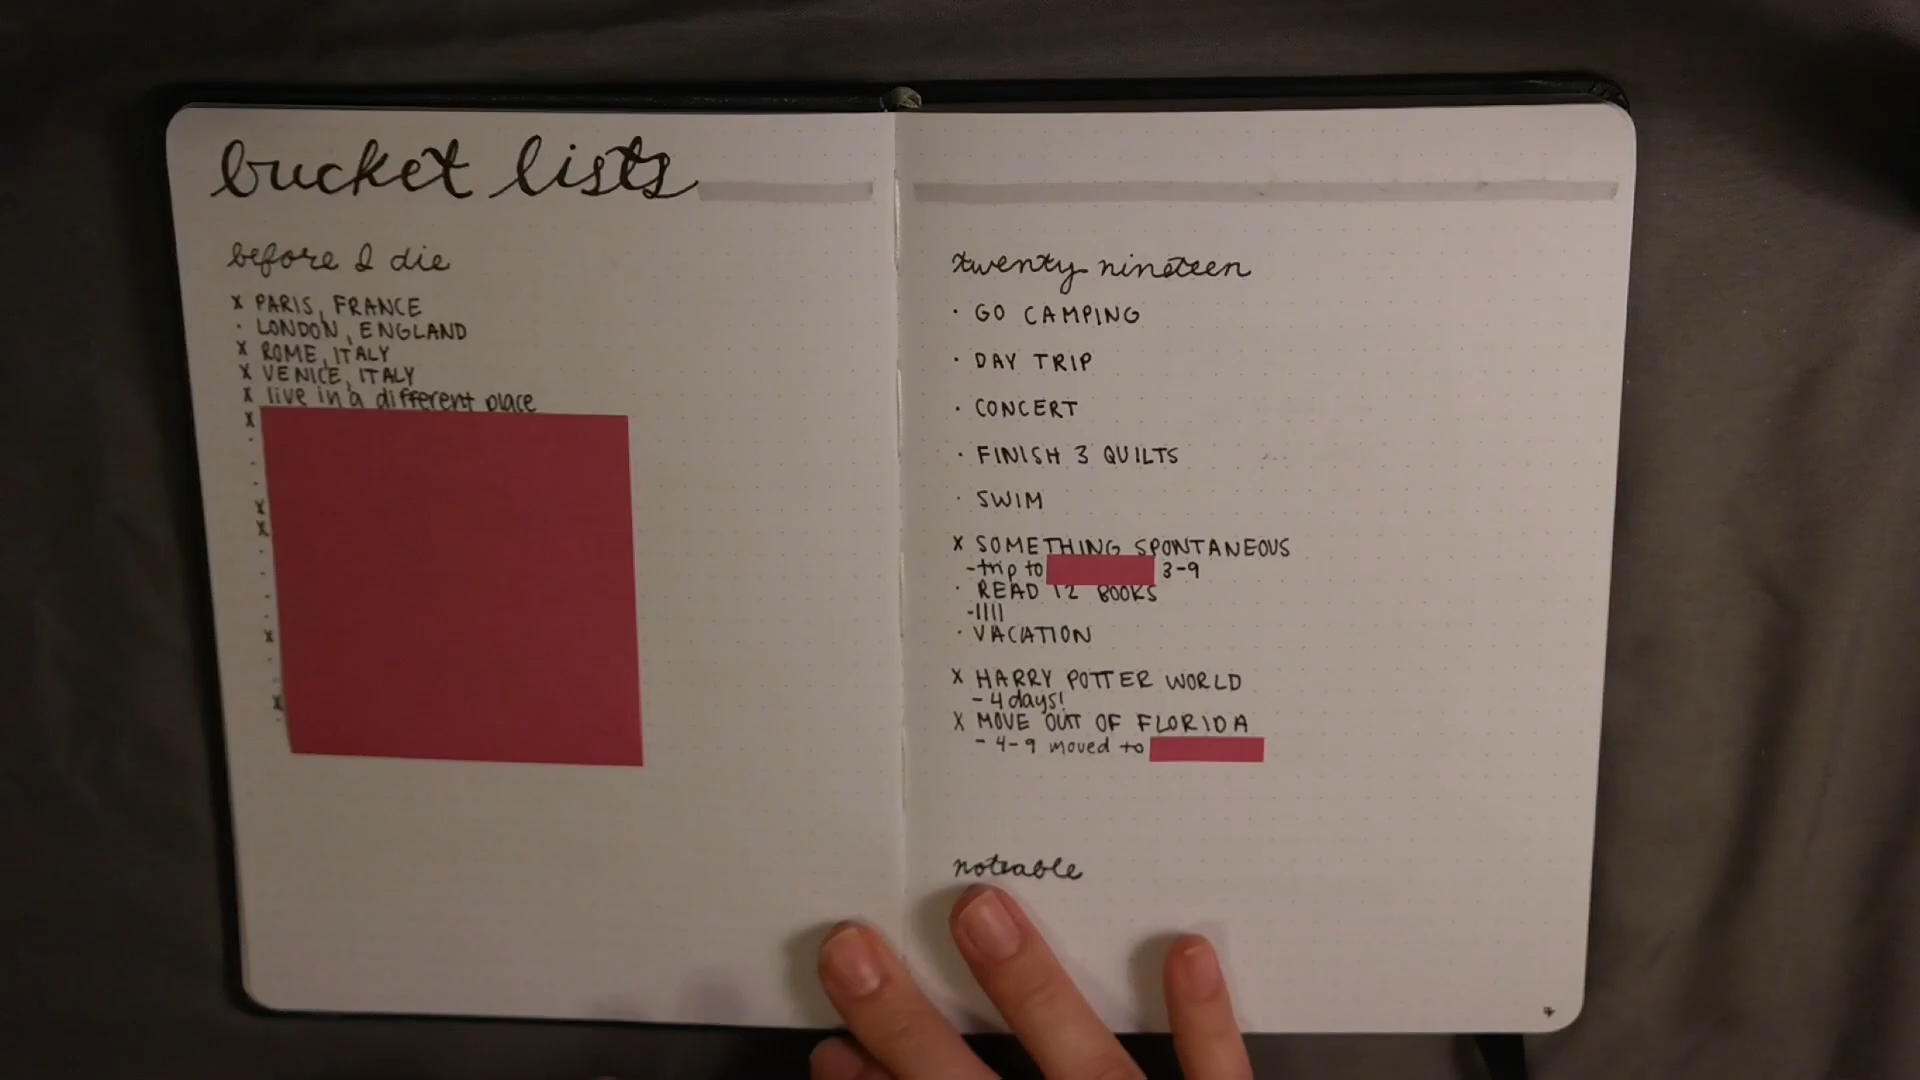 bucket lists
before I die
x PARIS, FRANCE
· LONDON, ENGLAND
x ROME, ITALY
x VENICE, ITALY
x live in a different place
x
·
·
·
x
x
·
·
·
·
x
·
·
x
·
twenty nineteen
· GO CAMPING
· DAY TRIP
· CONCERT
· FINISH 3 QUILTS
· SWIM
x SOMETHING SPONTANEOUS
- trip to 3-9
· READ 12 BOOKS
- IIII
· VACATION
x HARRY POTTER WORLD
- 4 days!
x MOVE OUT OF FLORIDA
- 4-9 moved to
noteable